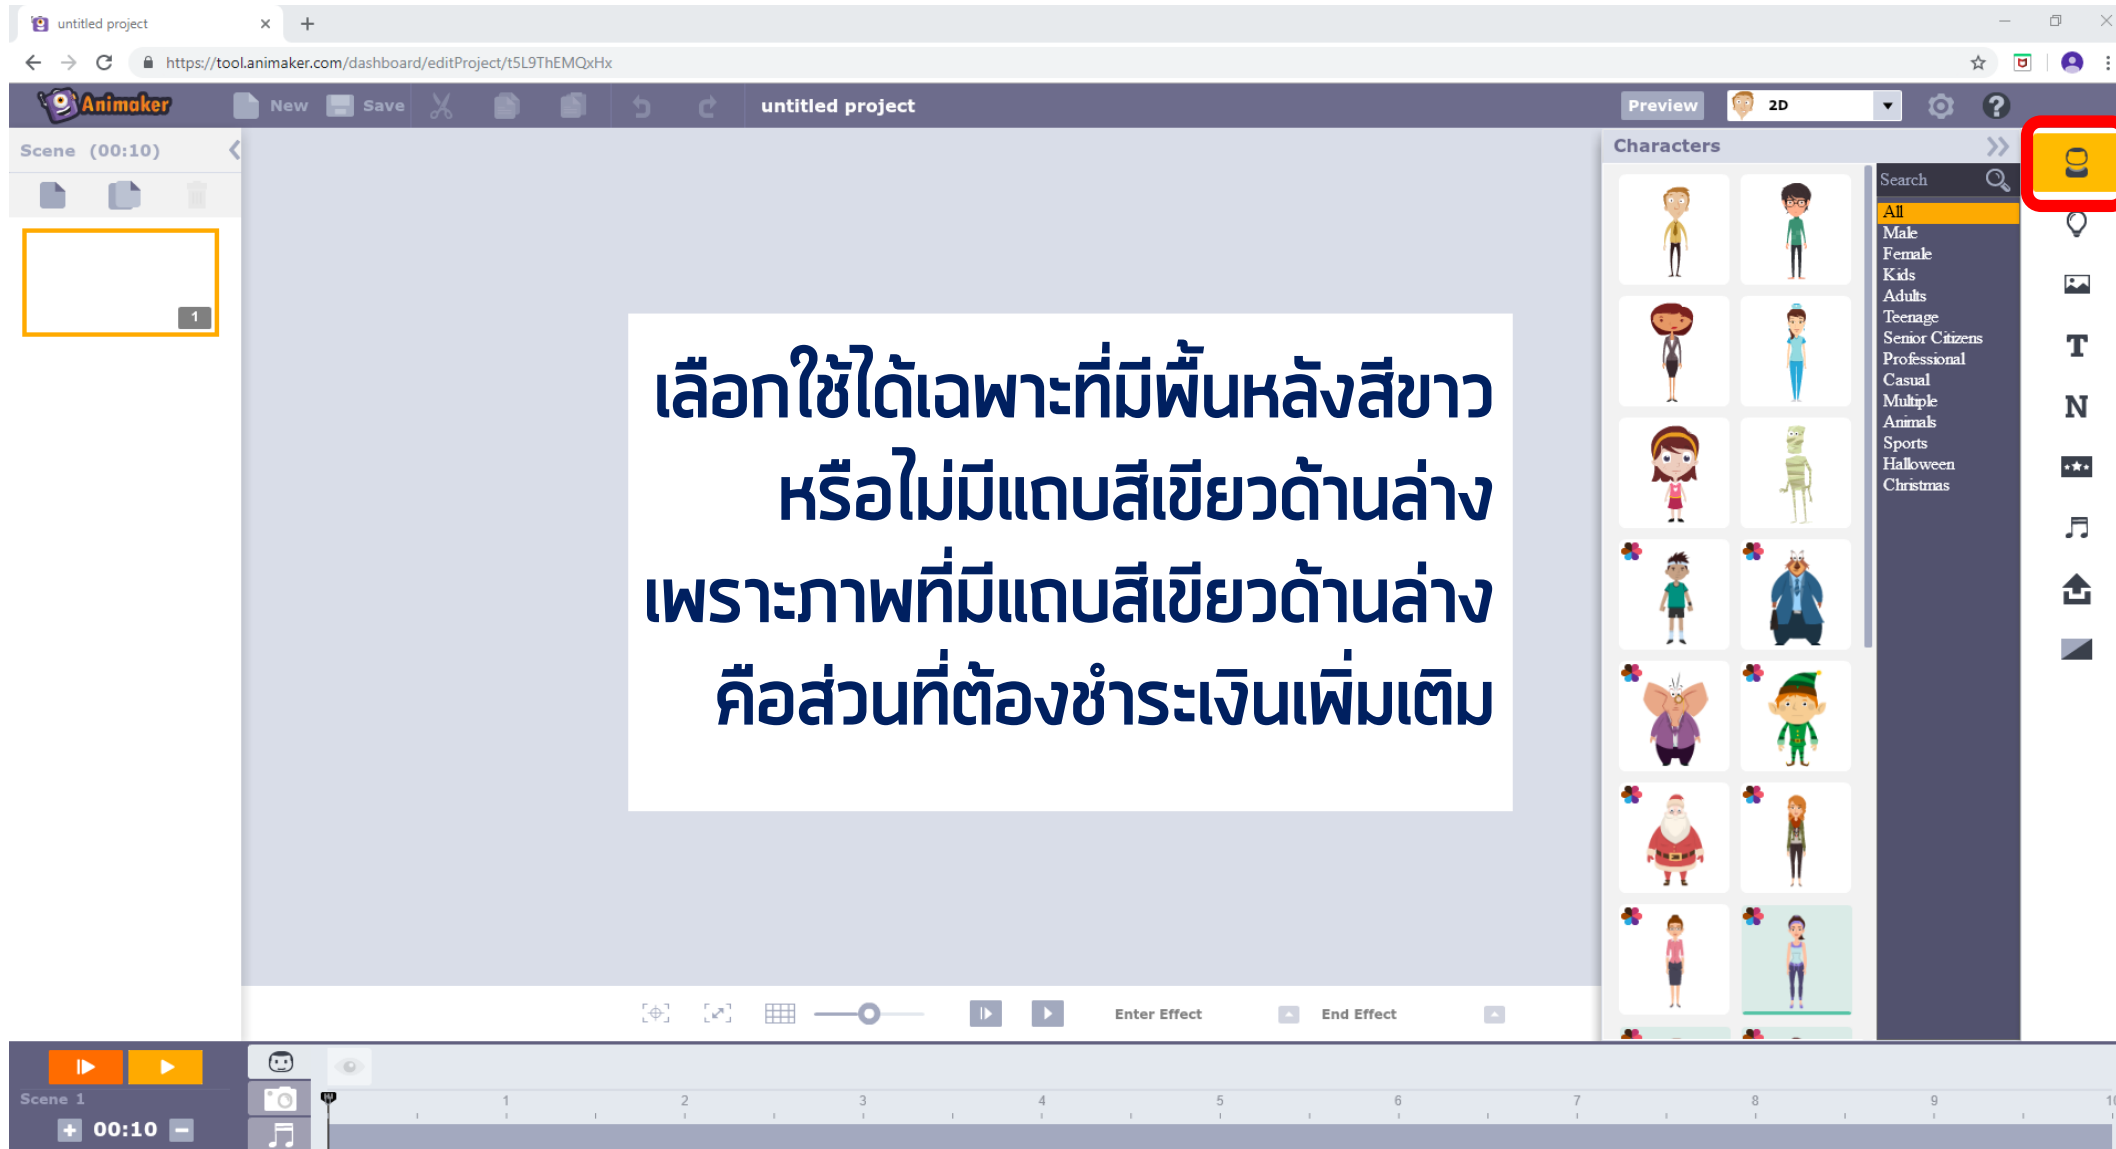 untitled project
https://tool.animaker.com/dashboard/editProject/t5L9ThEMQxHx
Animaker
New
Save
untitled project
Preview
2D
Scene (00:10)
1
เลือกใช้ได้เฉพาะที่มีพื้นหลังสีขาว
หรือไม่มีแถบสีเขียวด้านล่าง
เพราะภาพที่มีแถบสีเขียวด้านล่าง
คือส่วนที่ต้องชำระเงินเพิ่มเติม
Characters
Search
All
Male
Female
Kids
Adults
Teenage
Senior Citizens
Professional
Casual
Multiple
Animals
Sports
Halloween
Christmas
T
N
Enter Effect
End Effect
Scene 1
00:10
1 2 3 4 5 6 7 8 9 10